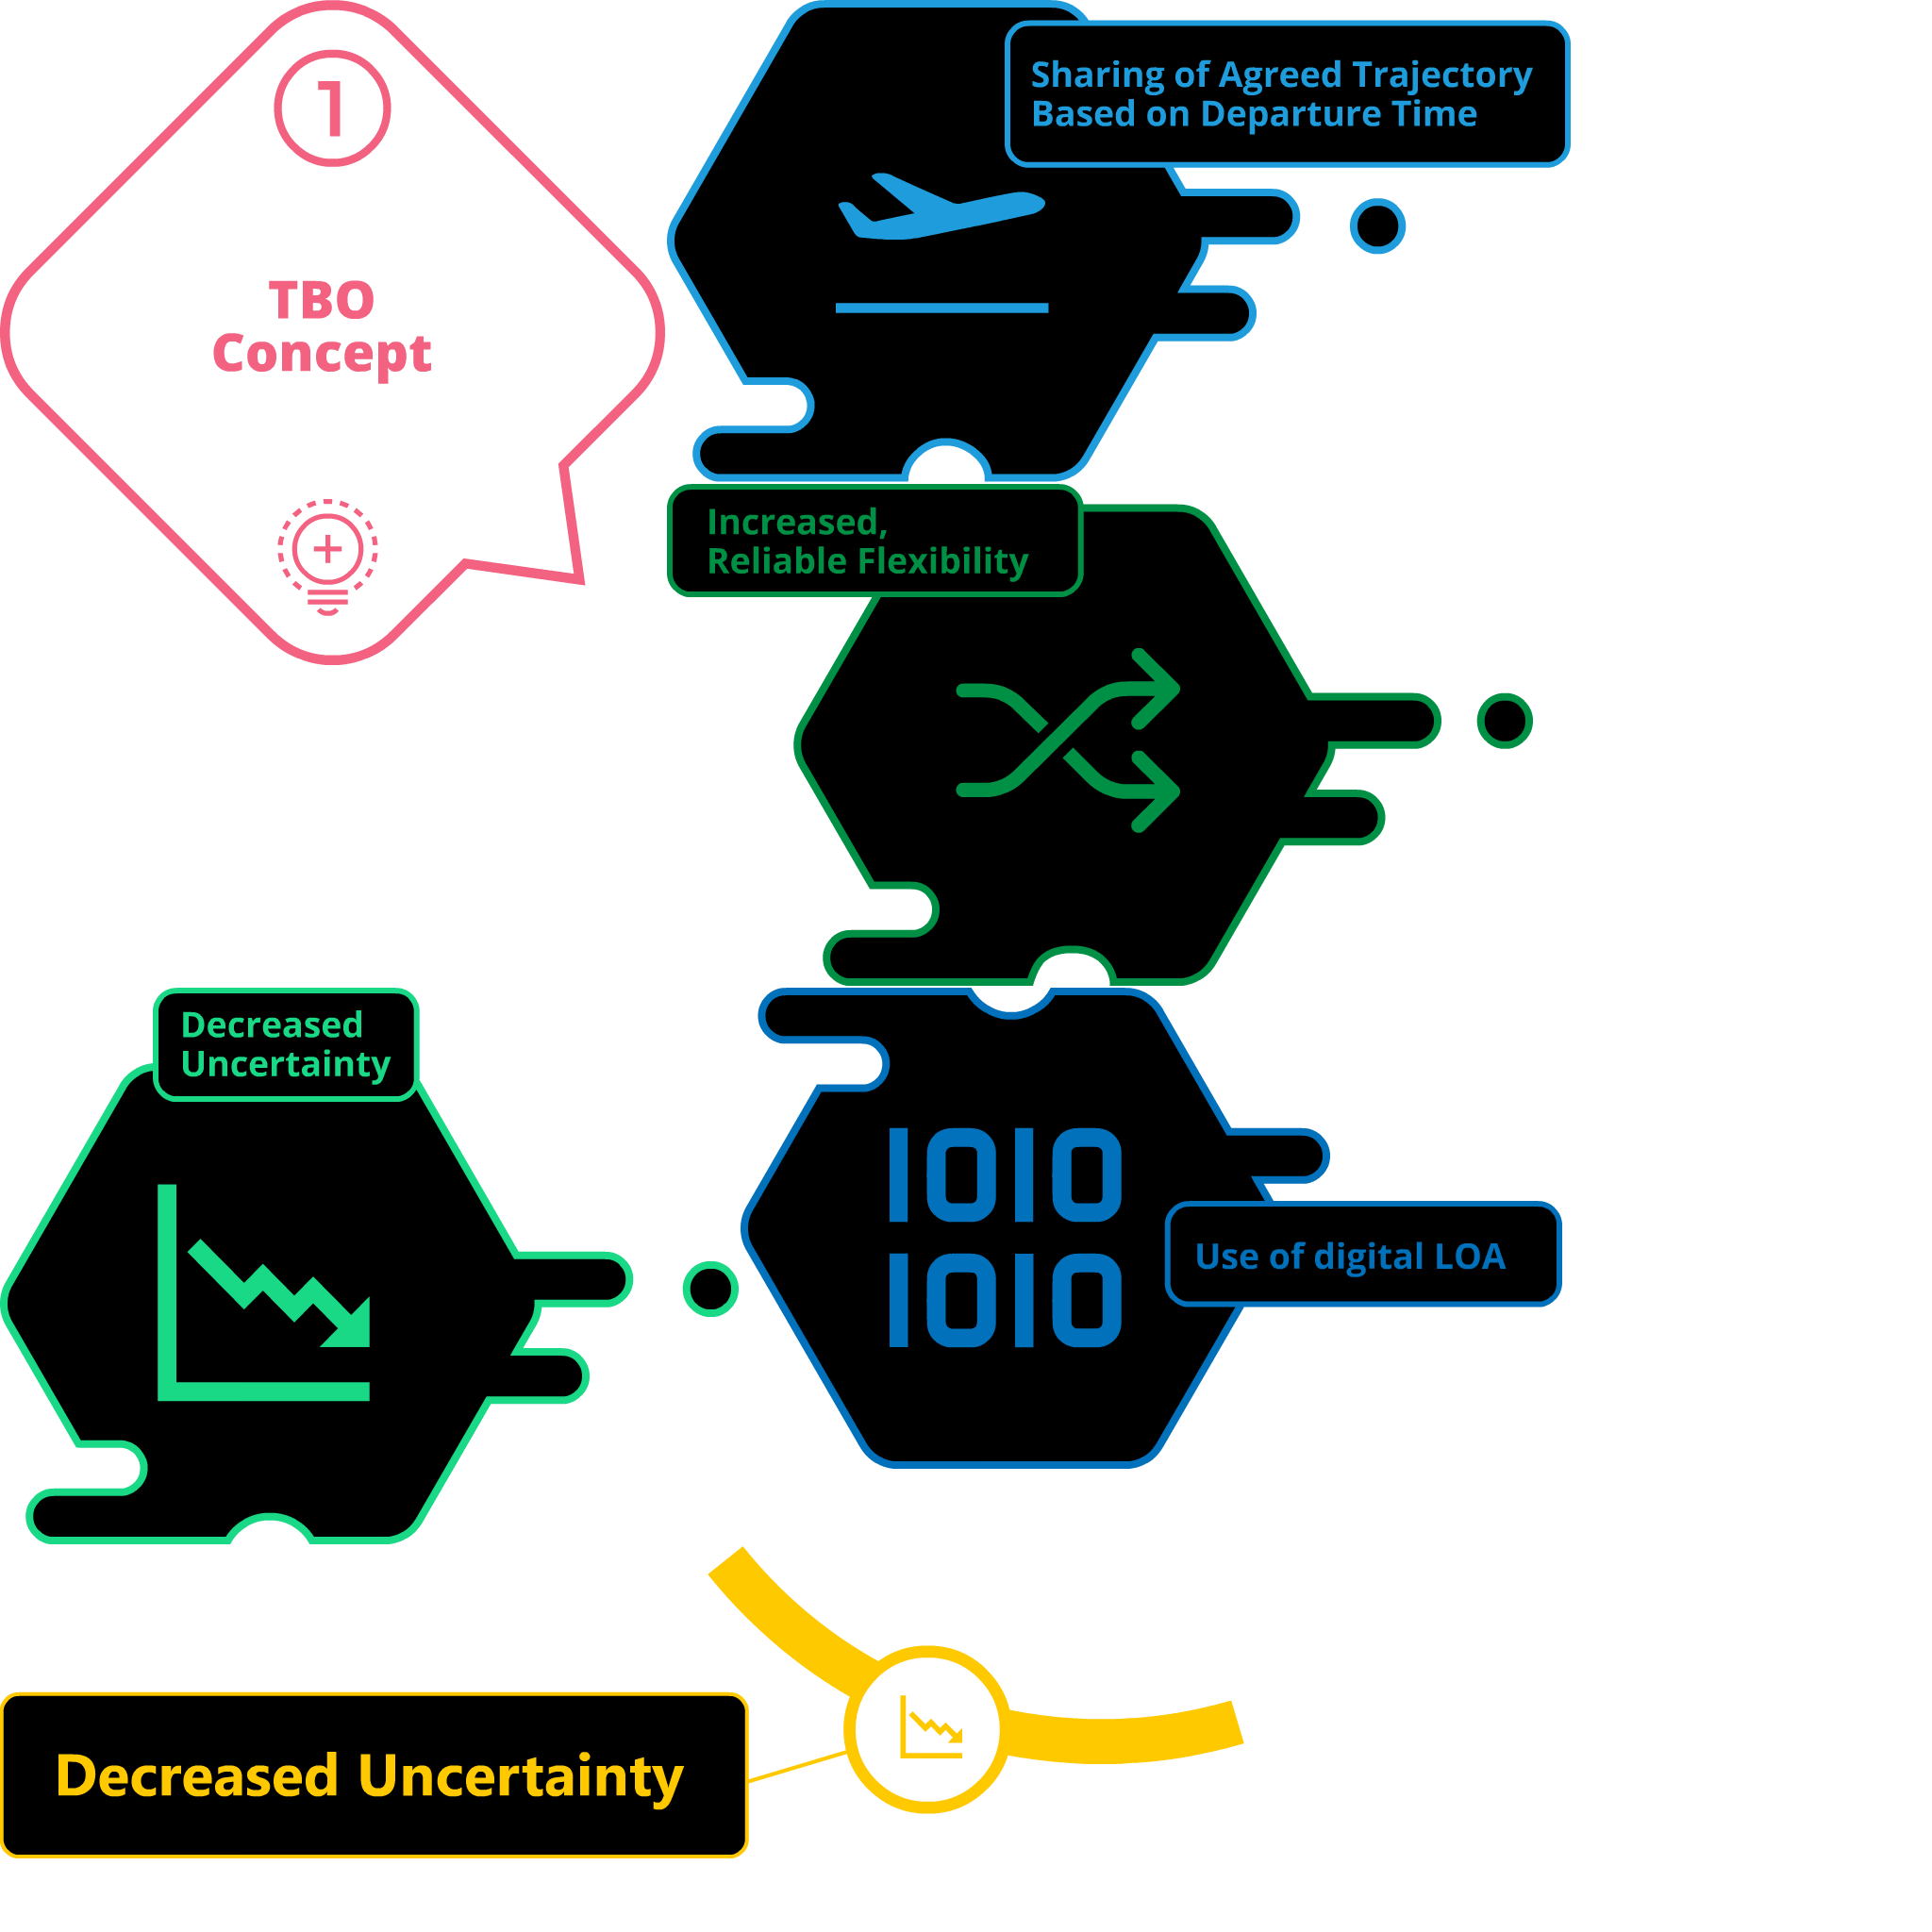 1
TBO
Concept
Sharing of Agreed Trajectory
Based on Departure Time
Increased,
Reliable Flexibility
Decreased
Uncertainty
1010
1010
Use of digital LOA
Decreased Uncertainty